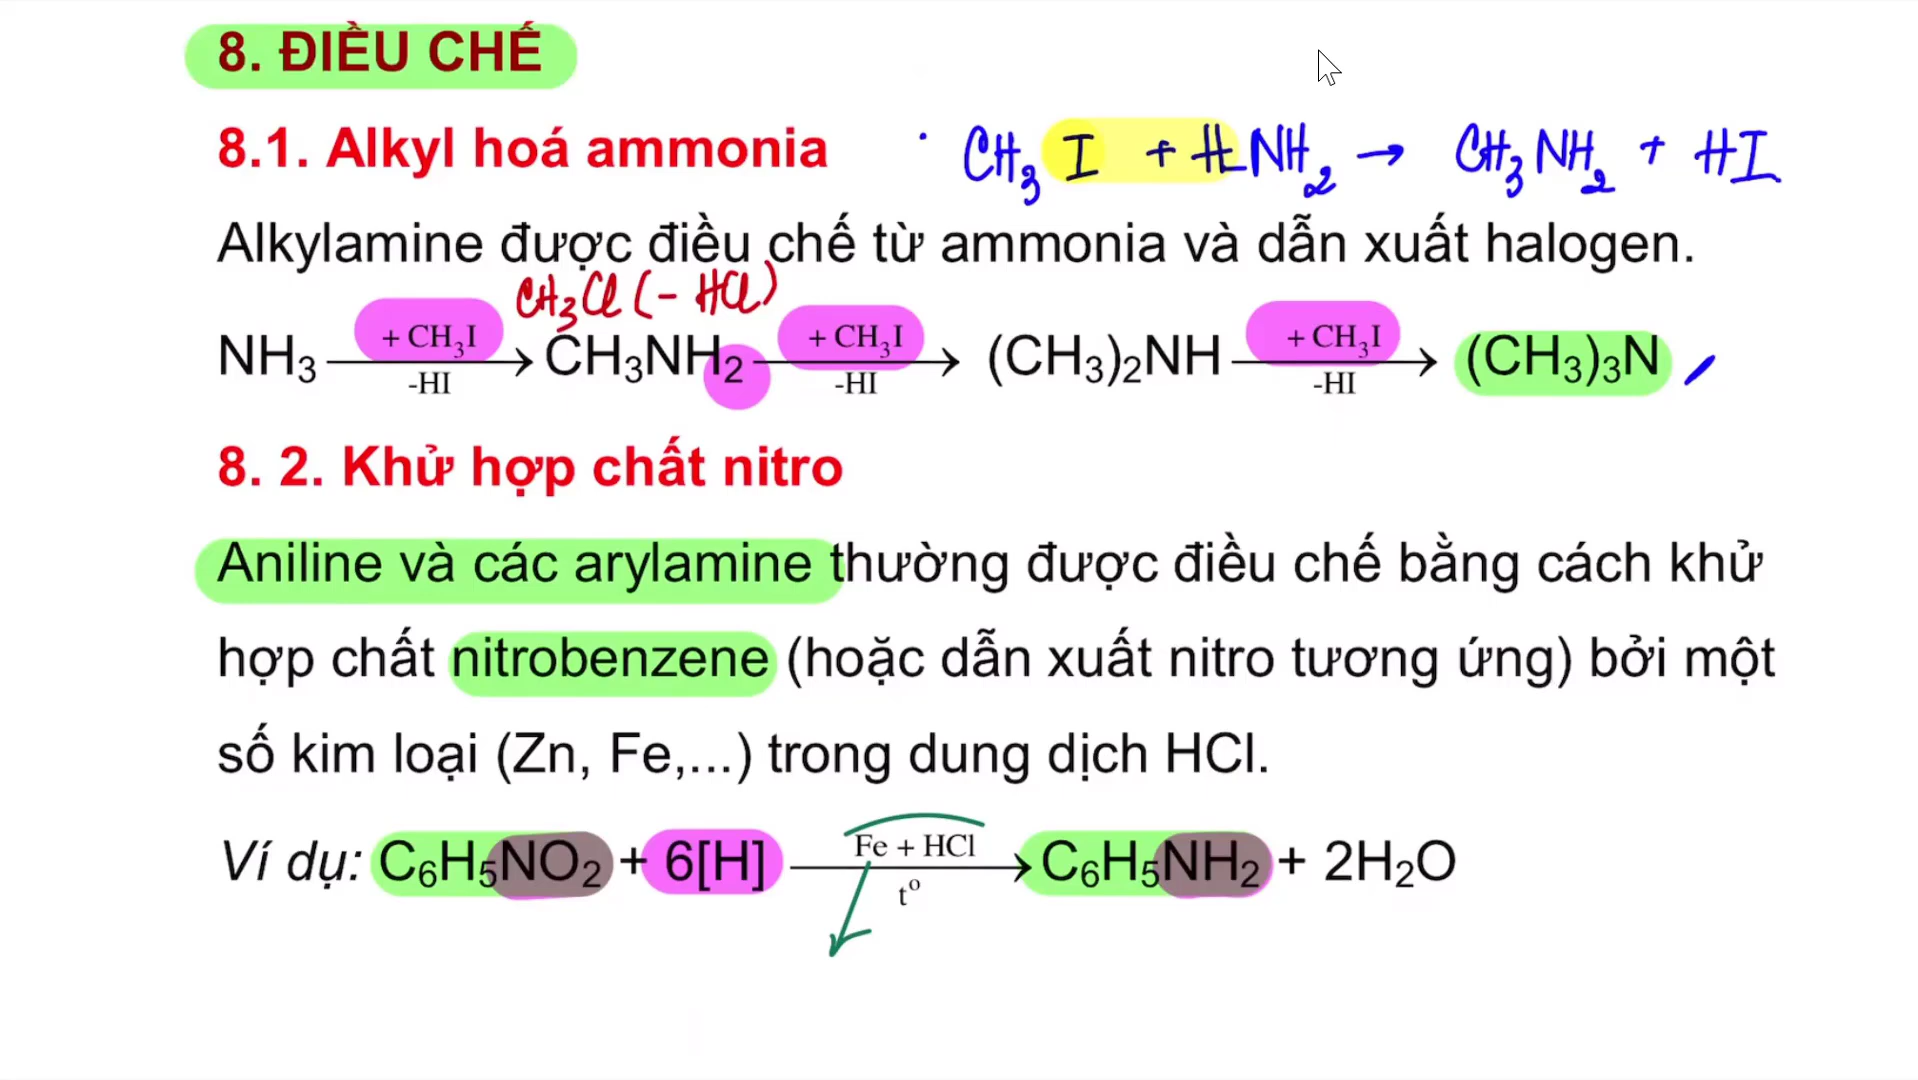 8. ĐIỀU CHẾ
8.1. Alkyl hoá ammonia
CH₃ I + H NH₂ → CH₃NH₂ + HI
Alkylamine được điều chế từ ammonia và dẫn xuất halogen.
CH₃Cl (- HCl)
NH₃ + CH₃I -HI → CH₃NH₂ + CH₃I -HI → (CH₃)₂NH + CH₃I -HI → (CH₃)₃N
8. 2. Khử hợp chất nitro
Aniline và các arylamine thường được điều chế bằng cách khử
hợp chất nitrobenzene (hoặc dẫn xuất nitro tương ứng) bởi một
số kim loại (Zn, Fe,...) trong dung dịch HCl.
Ví dụ: C₆H₅NO₂ + 6[H] Fe + HCl t° → C₆H₅NH₂ + 2H₂O